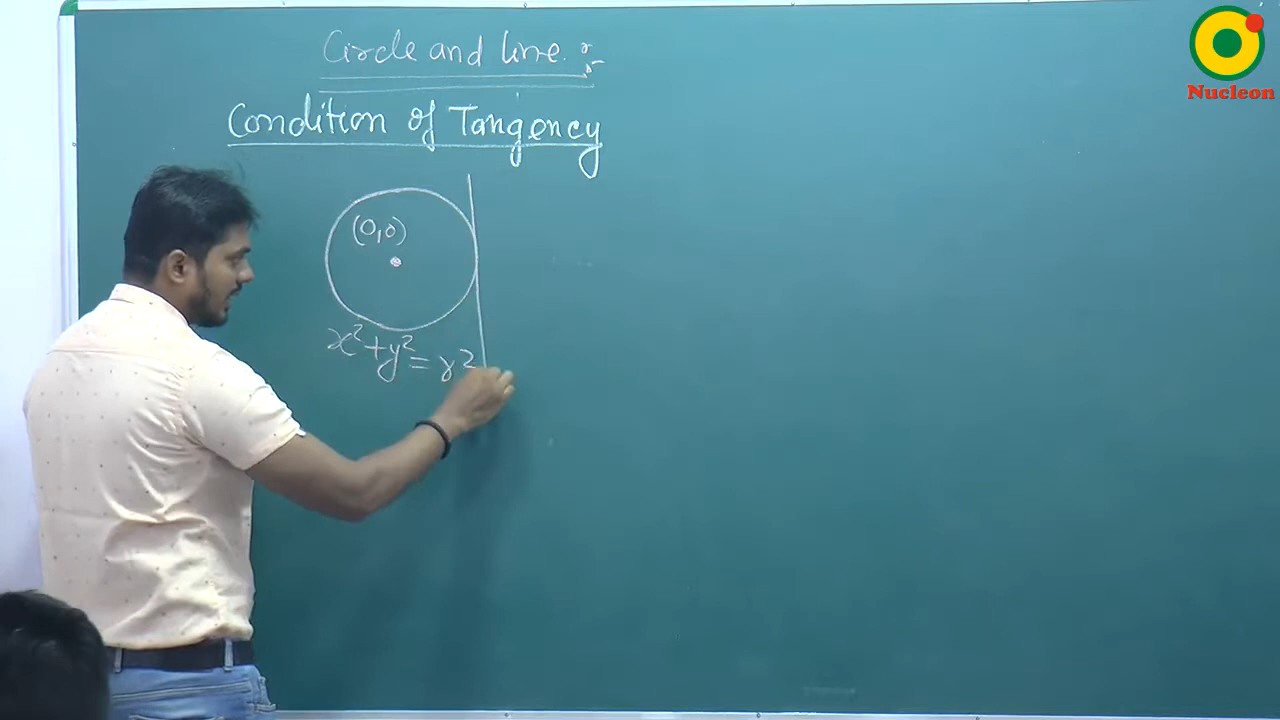 Circle and line :-
Condition of Tangency
(0,0)
x²+y²=r²
Nucleon